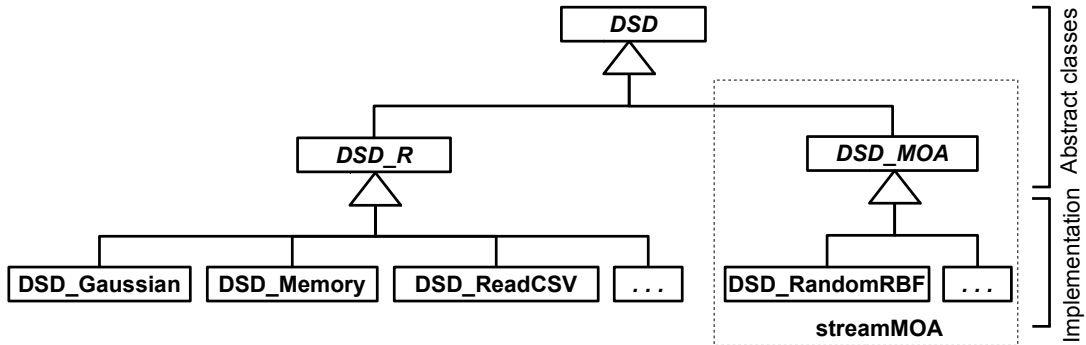 DSD
Abstract classes
DSD_R
DSD_MOA
Implementation
DSD_Gaussian
DSD_Memory
DSD_ReadCSV
. . .
DSD_RandomRBF
. . .
streamMOA